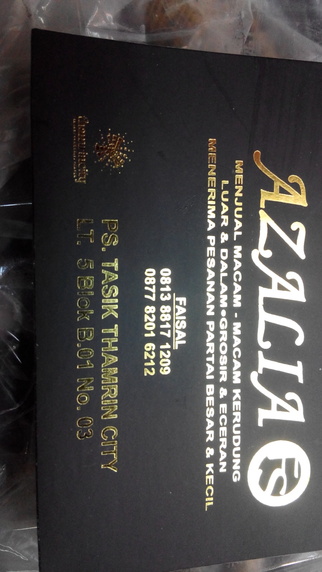 AZALIA
FS
MENJUAL MACAM - MACAM KERUDUNG
LUAR & DALAM•GROSIR & ECERAN
MENERIMA PESANAN PARTAI BESAR & KECIL
FAISAL
0813 8817 1209
0877 8201 6212
PS. TASIK THAMRIN CITY
LT. 5 Blok B.01 No. 03